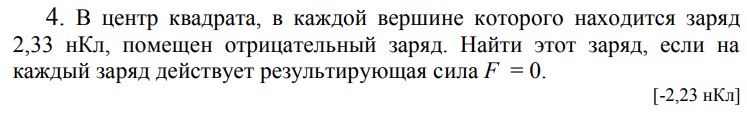 4. В центр квадрата, в каждой вершине которого находится заряд
2,33 нКл, помещен отрицательный заряд. Найти этот заряд, если на
каждый заряд действует результирующая сила F = 0.
[-2,23 нКл]